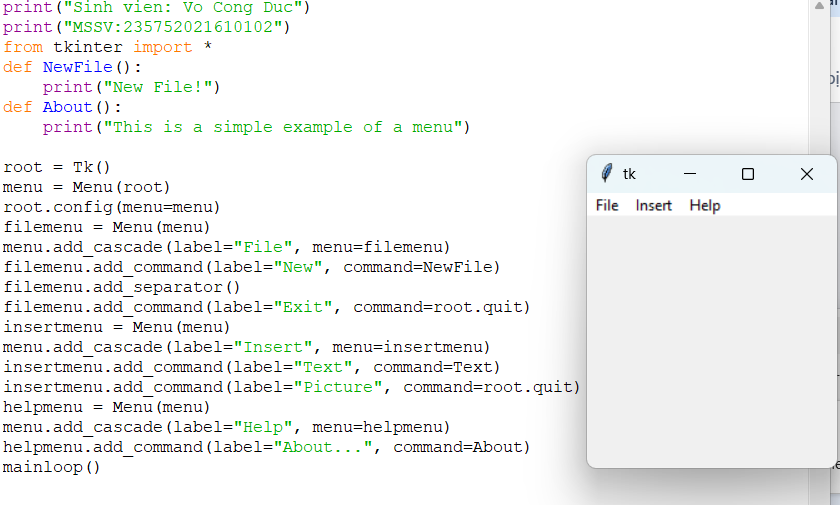 print("Sinh vien: Vo Cong Duc")
print("MSSV:235752021610102")
from tkinter import *
def NewFile():
    print("New File!")
def About():
    print("This is a simple example of a menu")
root = Tk()
menu = Menu(root)
root.config(menu=menu)
filemenu = Menu(menu)
menu.add_cascade(label="File", menu=filemenu)
filemenu.add_command(label="New", command=NewFile)
filemenu.add_separator()
filemenu.add_command(label="Exit", command=root.quit)
insertmenu = Menu(menu)
menu.add_cascade(label="Insert", menu=insertmenu)
insertmenu.add_command(label="Text", command=Text)
insertmenu.add_command(label="Picture", command=root.quit)
helpmenu = Menu(menu)
menu.add_cascade(label="Help", menu=helpmenu)
helpmenu.add_command(label="About...", command=About)
mainloop()
tk
File Insert Help